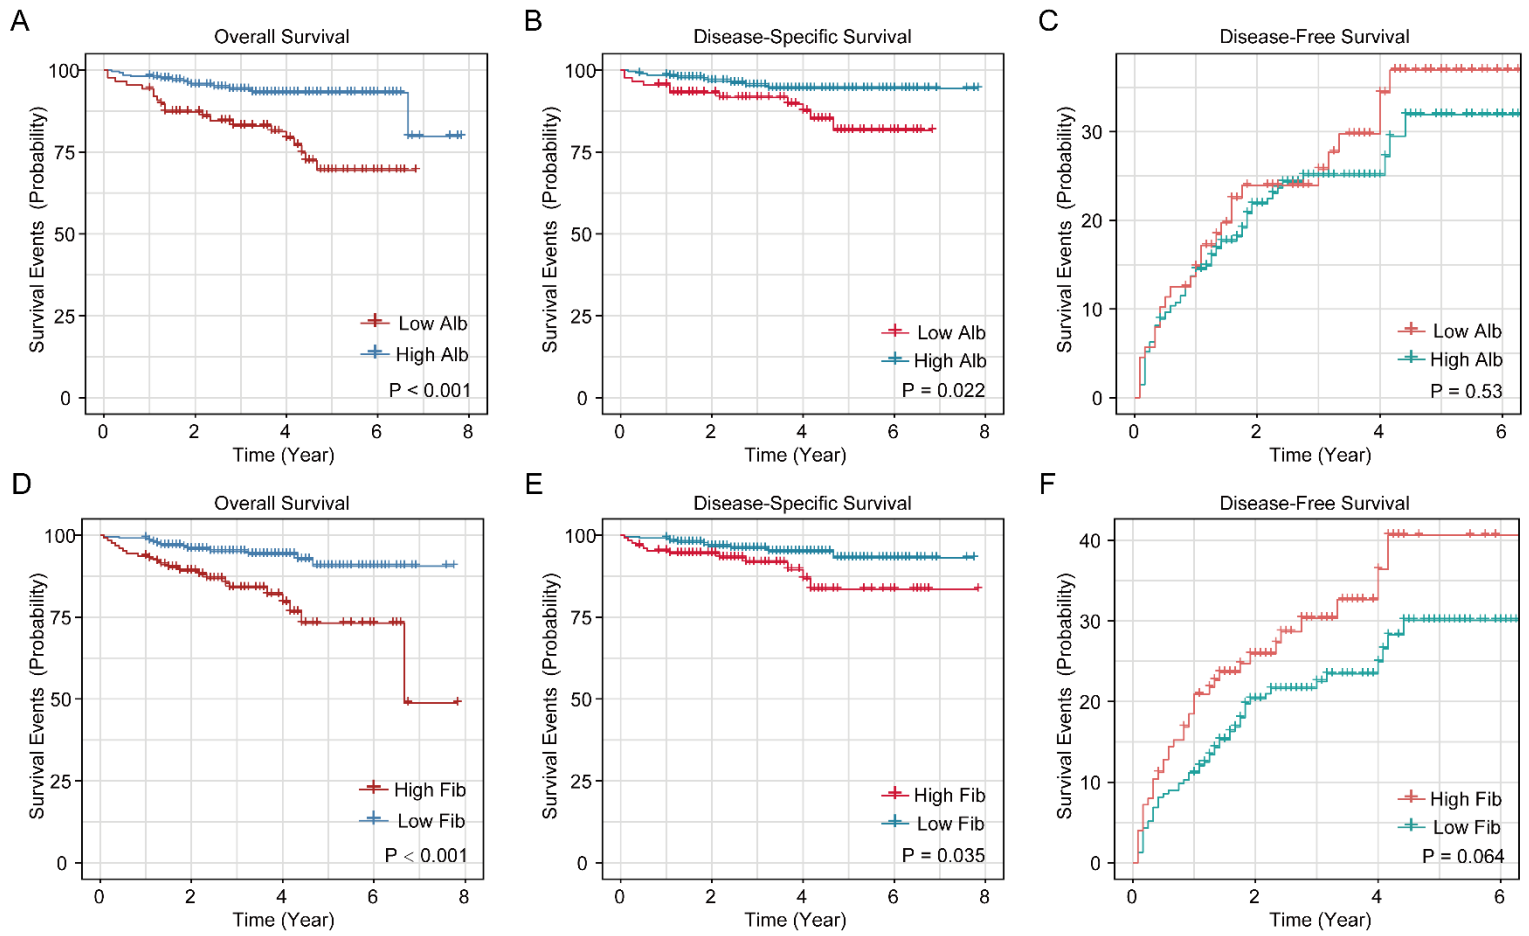 A
Overall Survival
Survival Events (Probability)
100
75
50
25
0
Low Alb
High Alb
P < 0.001
0 2 4 6 8
Time (Year)
B
Disease-Specific Survival
Survival Events (Probability)
100
75
50
25
0
Low Alb
High Alb
P = 0.022
0 2 4 6 8
Time (Year)
C
Disease-Free Survival
Survival Events (Probability)
30
20
10
0
Low Alb
High Alb
P = 0.53
0 2 4 6
Time (Year)
D
Overall Survival
Survival Events (Probability)
100
75
50
25
0
High Fib
Low Fib
P < 0.001
0 2 4 6 8
Time (Year)
E
Disease-Specific Survival
Survival Events (Probability)
100
75
50
25
0
High Fib
Low Fib
P = 0.035
0 2 4 6 8
Time (Year)
F
Disease-Free Survival
Survival Events (Probability)
40
30
20
10
0
High Fib
Low Fib
P = 0.064
0 2 4 6
Time (Year)